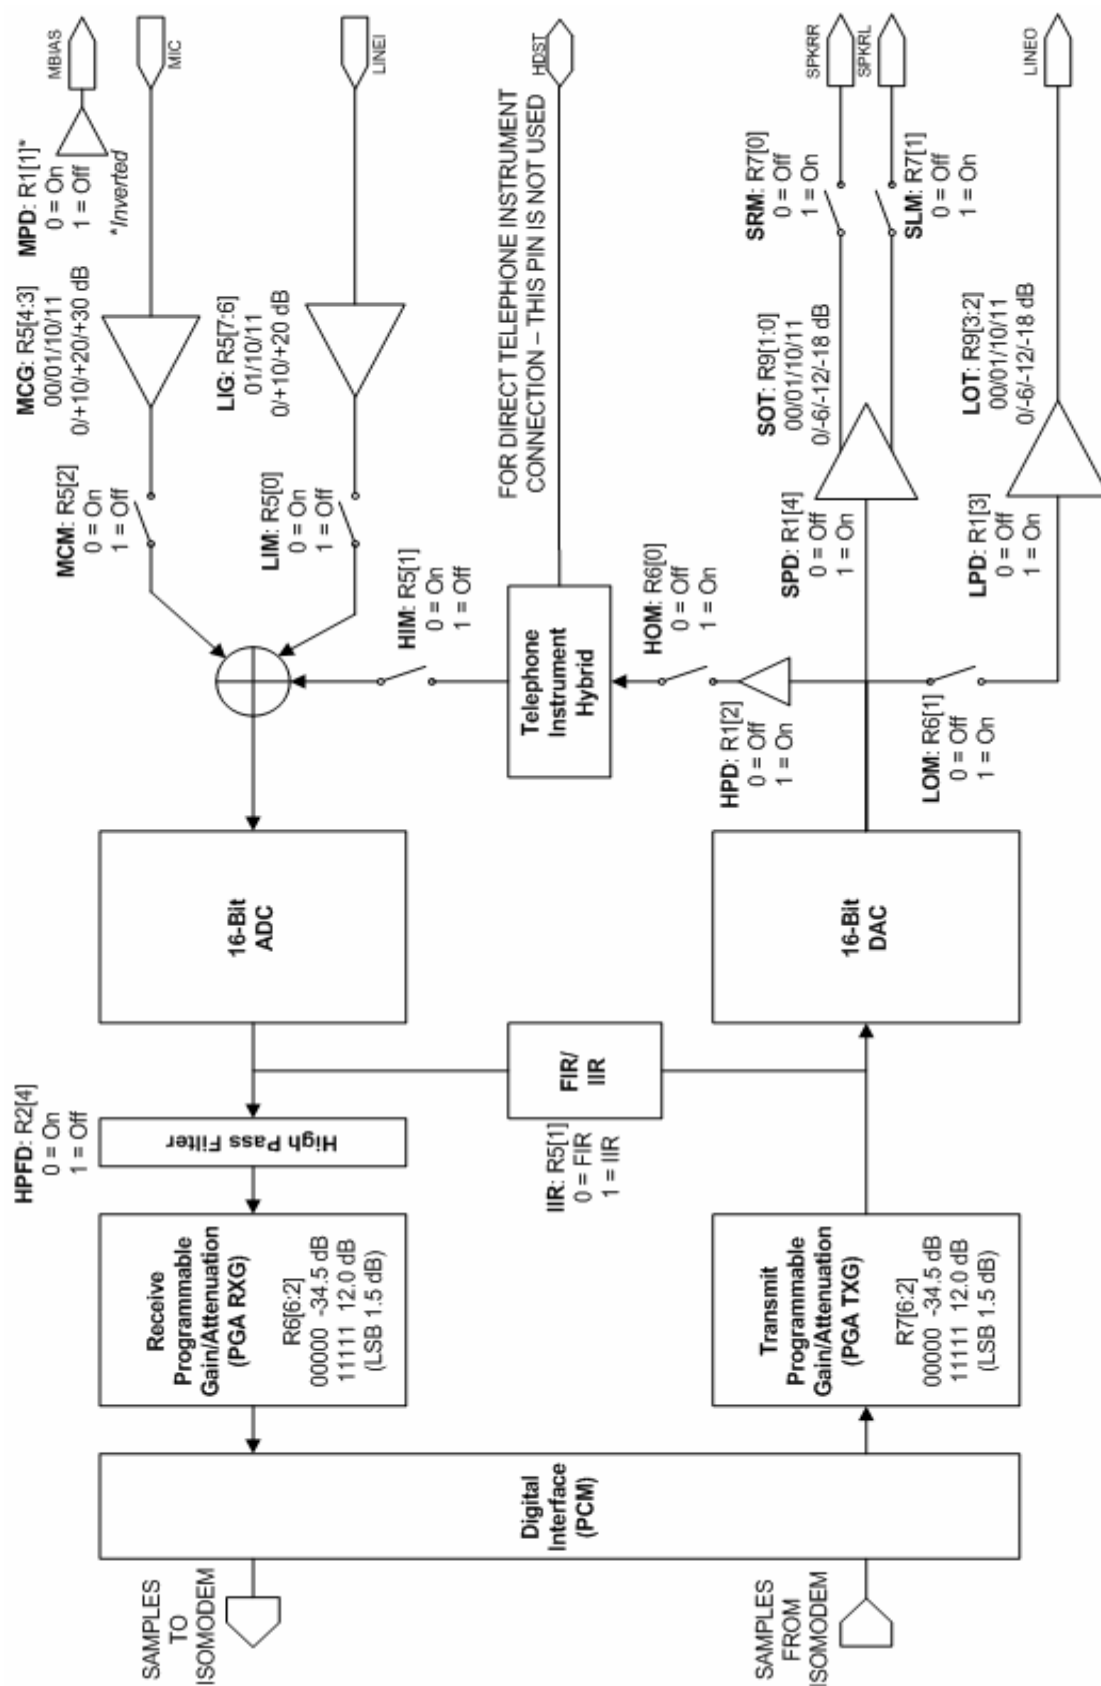 MBIAS
MIC
LINEI
HDST
SPKRR
SPKRL
LINEO
MPD: R1[1]*
0 = On
1 = Off
*Inverted
MCG: R5[4:3]
00/01/10/11
0/+10/+20/+30 dB
LIG: R5[7:6]
01/10/11
0/+10/+20 dB
FOR DIRECT TELEPHONE INSTRUMENT
CONNECTION – THIS PIN IS NOT USED
SRM: R7[0]
0 = Off
1 = On
SLM: R7[1]
0 = Off
1 = On
SOT: R9[1:0]
00/01/10/11
0/-6/-12/-18 dB
LOT: R9[3:2]
00/01/10/11
0/-6/-12/-18 dB
MCM: R5[2]
0 = On
1 = Off
LIM: R5[0]
0 = On
1 = Off
HIM: R5[1]
0 = On
1 = Off
Telephone
Instrument
Hybrid
HOM: R6[0]
0 = Off
1 = On
HPD: R1[2]
0 = Off
1 = On
SPD: R1[4]
0 = Off
1 = On
LPD: R1[3]
0 = Off
1 = On
LOM: R6[1]
0 = Off
1 = On
16-Bit
ADC
16-Bit
DAC
HPFD: R2[4]
0 = On
1 = Off
High Pass Filter
FIR/
IIR
IIR: R5[1]
0 = FIR
1 = IIR
Receive
Programmable
Gain/Attenuation
(PGA RXG)
R6[6:2]
00000 -34.5 dB
11111 12.0 dB
(LSB 1.5 dB)
Transmit
Programmable
Gain/Attenuation
(PGA TXG)
R7[6:2]
00000 -34.5 dB
11111 12.0 dB
(LSB 1.5 dB)
Digital
Interface
(PCM)
SAMPLES
TO
ISOMODEM
SAMPLES
FROM
ISOMODEM